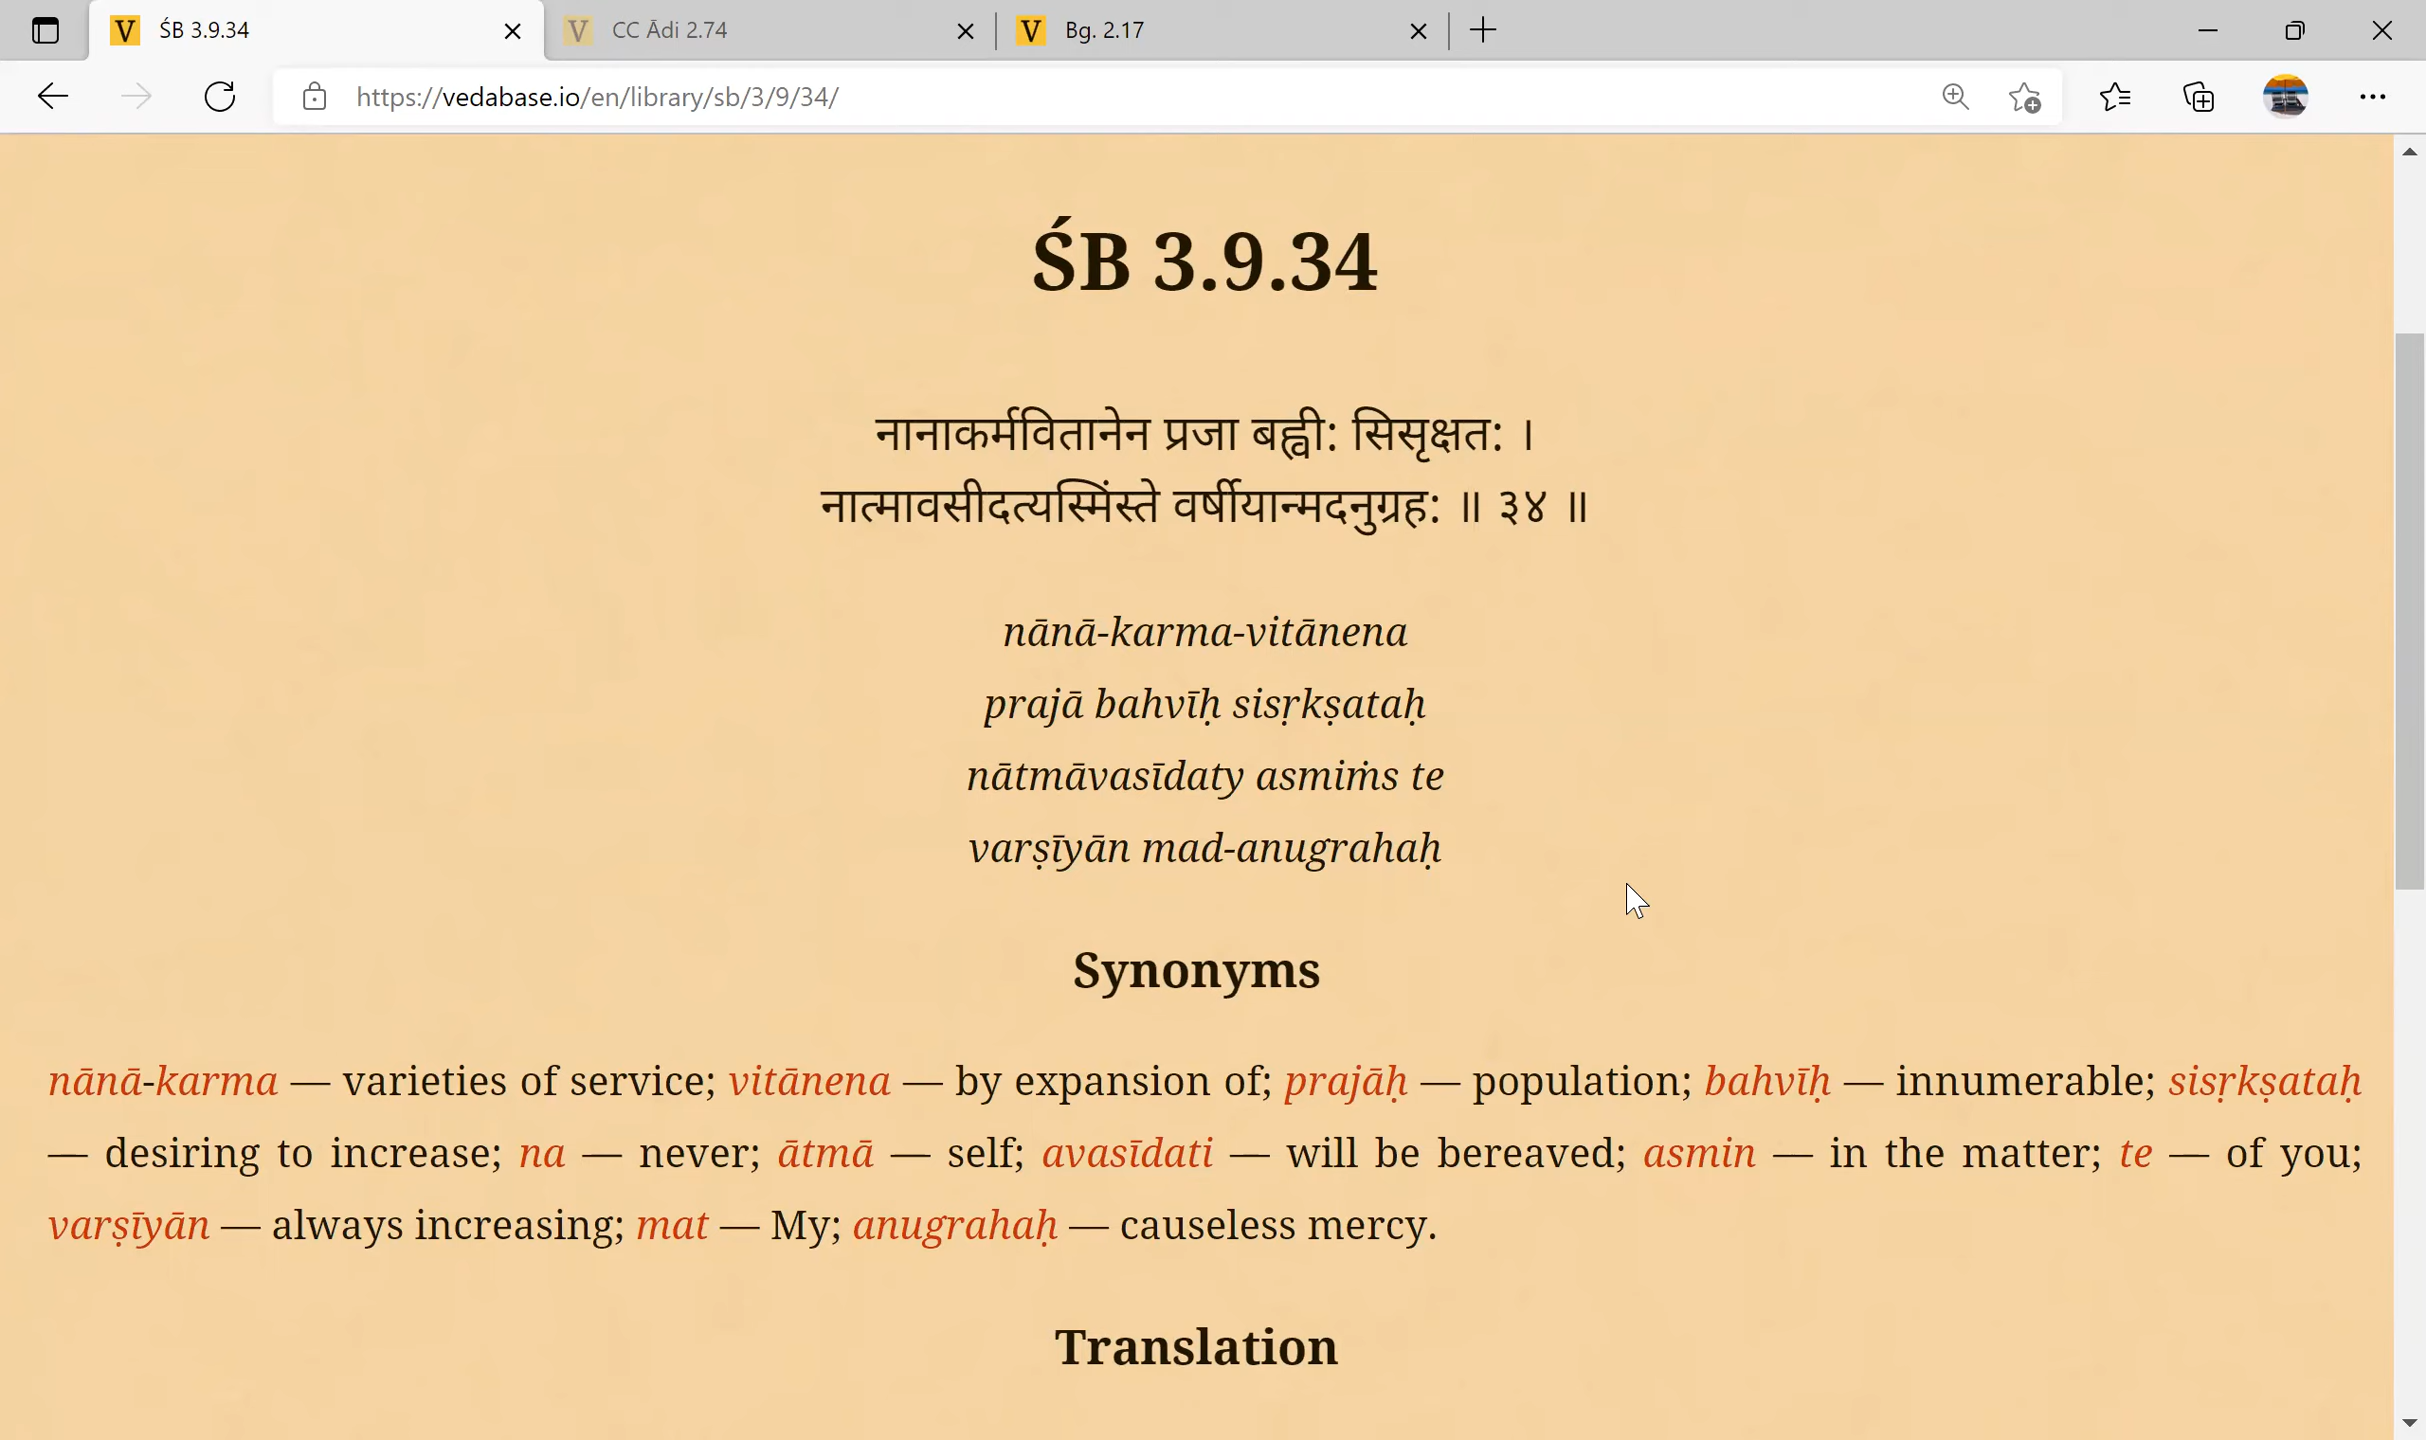 ŚB 3.9.34
CC Ādi 2.74
Bg. 2.17
https://vedabase.io/en/library/sb/3/9/34/
ŚB 3.9.34
नानाकर्मवितानेन प्रजा बह्वी: सिसृक्षत: ।
नात्मावसीदत्यस्मिंस्ते वर्षीयान्मदनुग्रह: ॥ ३४ ॥
nānā-karma-vitānena
prajā bahvīḥ sisṛkṣataḥ
nātmāvasīdaty asmiṁs te
varṣīyān mad-anugrahaḥ
Synonyms
nānā-karma — varieties of service; vitānena — by expansion of; prajāḥ — population; bahvīḥ — innumerable; sisṛkṣataḥ
— desiring to increase; na — never; ātmā — self; avasīdati — will be bereaved; asmin — in the matter; te — of you;
varṣīyān — always increasing; mat — My; anugrahaḥ — causeless mercy.
Translation